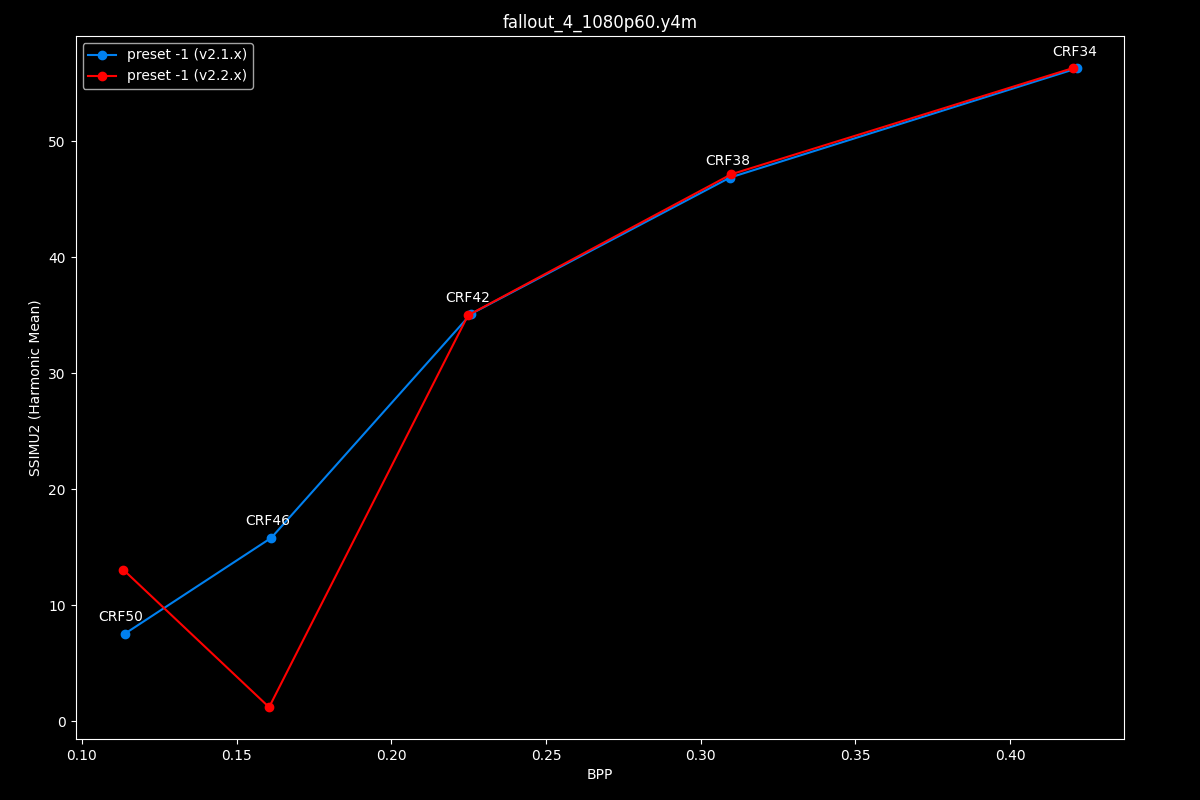 fallout_4_1080p60.y4m
preset -1 (v2.1.x)
preset -1 (v2.2.x)
CRF34
CRF38
CRF42
CRF46
CRF50
SSIMU2 (Harmonic Mean)
50
40
30
20
10
0
0.10 0.15 0.20 0.25 0.30 0.35 0.40
BPP